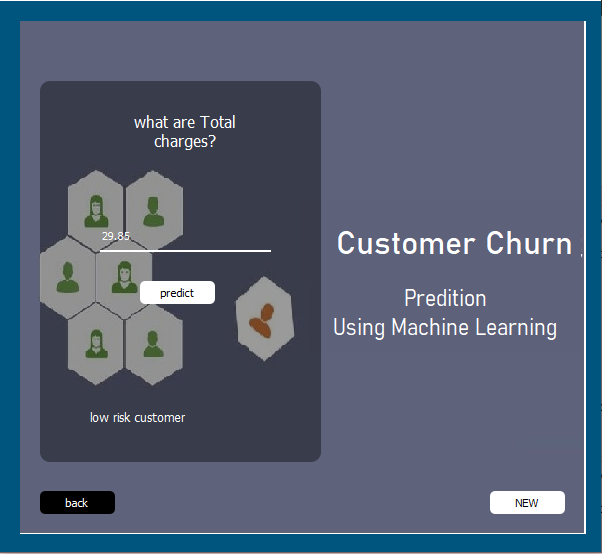 what are Total
charges?
29.85
predict
low risk customer
Customer Churn
Predition
Using Machine Learning
back
NEW